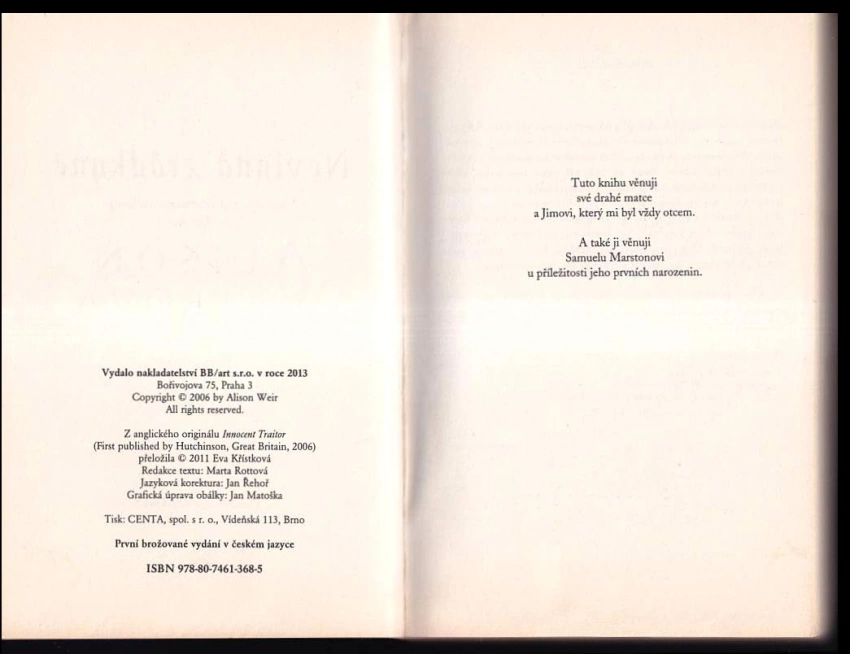 Vydalo nakladatelství BB/art s.r.o. v roce 2013
Bořivojova 75, Praha 3
Copyright © 2006 by Alison Weir
All rights reserved.
Z anglického originálu Innocent Traitor
(First published by Hutchinson, Great Britain, 2006)
přeložila © 2011 Eva Křístková
Redakce textu: Marta Rottová
Jazyková korektura: Jan Řehoř
Grafická úprava obálky: Jan Matoška
Tisk: CENTA, spol. s r. o., Vídeňská 113, Brno
První brožované vydání v českém jazyce
ISBN 978-80-7461-368-5
Tuto knihu věnuji
své drahé matce
a Jimovi, který mi byl vždy otcem.
A také ji věnuji
Samuelu Marstonovi
u příležitosti jeho prvních narozenin.